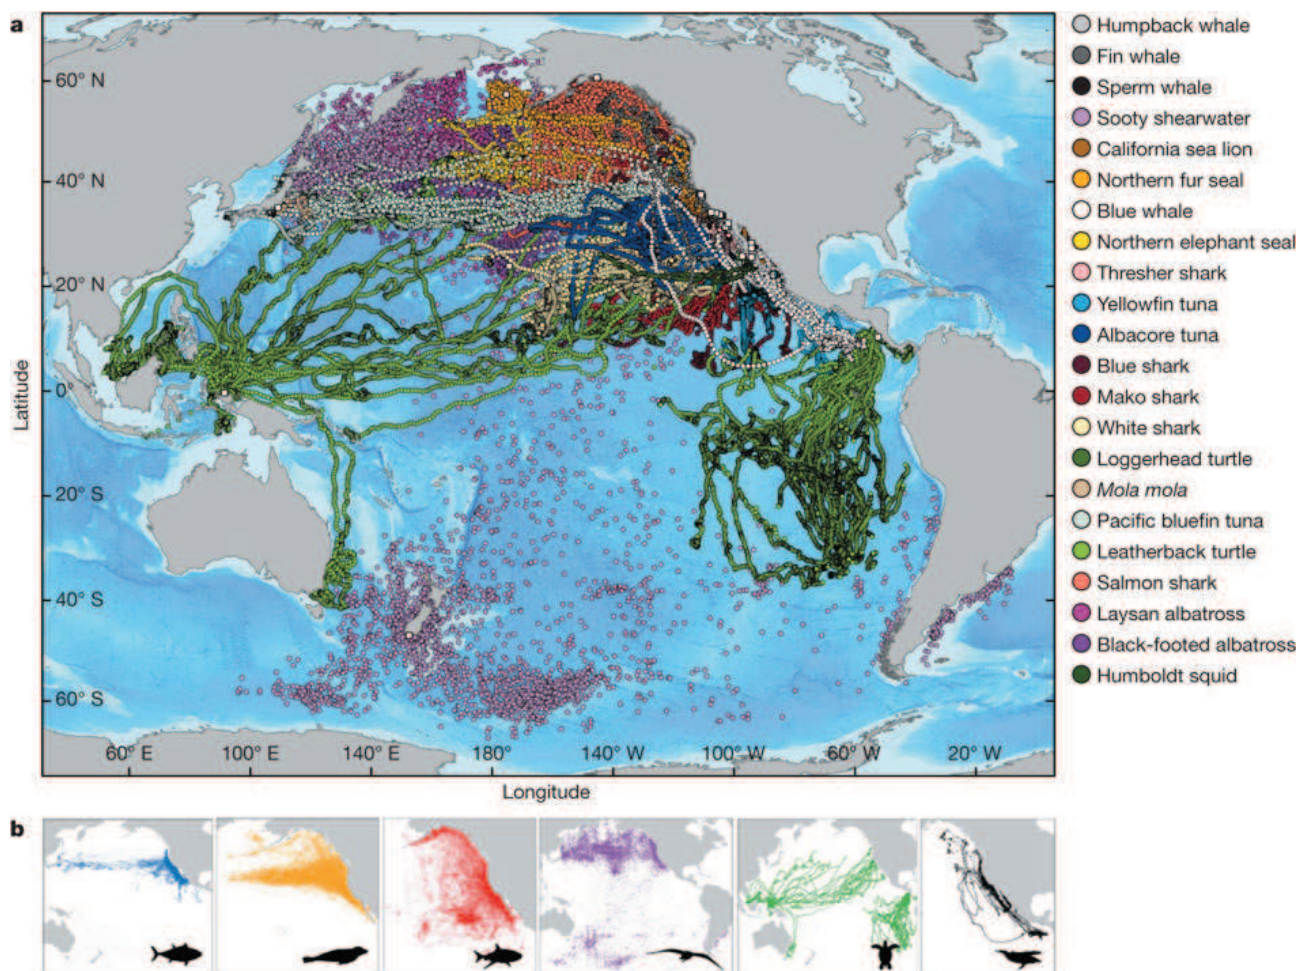 a
60° N
40° N
20° N
0°
20° S
40° S
60° S
Latitude
60° E
100° E
140° E
180°
140° W
100° W
60° W
20° W
Longitude
Humpback whale
Fin whale
Sperm whale
Sooty shearwater
California sea lion
Northern fur seal
Blue whale
Northern elephant seal
Thresher shark
Yellowfin tuna
Albacore tuna
Blue shark
Mako shark
White shark
Loggerhead turtle
Mola mola
Pacific bluefin tuna
Leatherback turtle
Salmon shark
Laysan albatross
Black-footed albatross
Humboldt squid
b